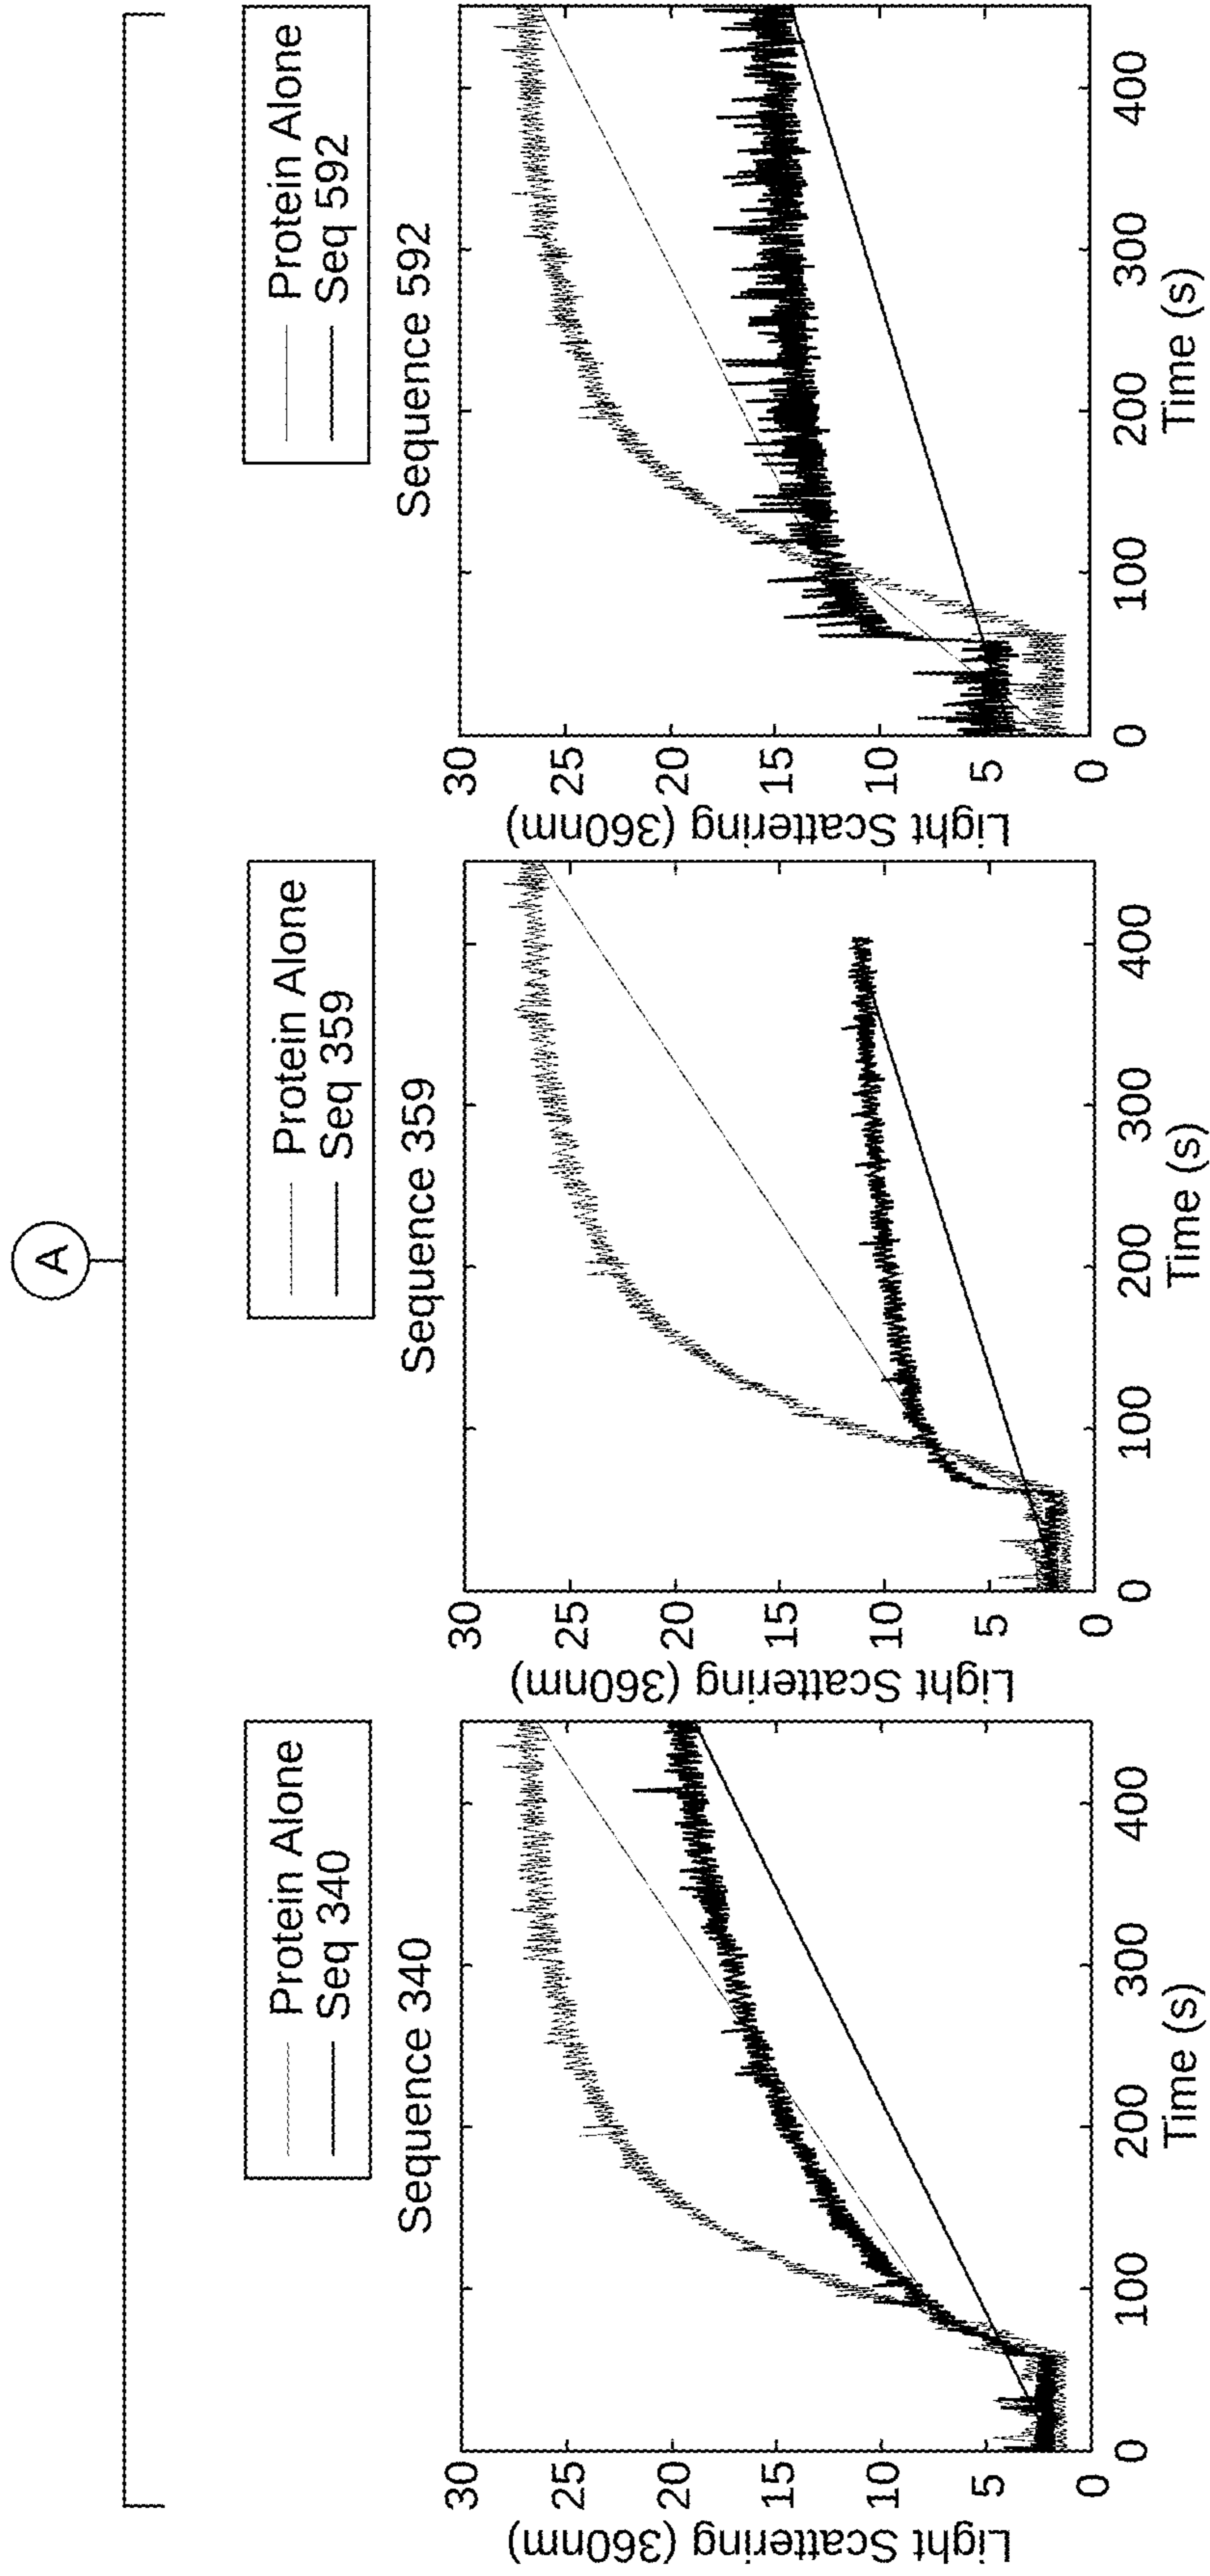 A
Protein Alone
Seq 340
Sequence 340
Light Scattering (360nm)
30
25
20
15
10
5
0
0 100 200 300 400
Time (s)
Protein Alone
Seq 359
Sequence 359
Light Scattering (360nm)
30
25
20
15
10
5
0
0 100 200 300 400
Time (s)
Protein Alone
Seq 592
Sequence 592
Light Scattering (360nm)
30
25
20
15
10
5
0
0 100 200 300 400
Time (s)